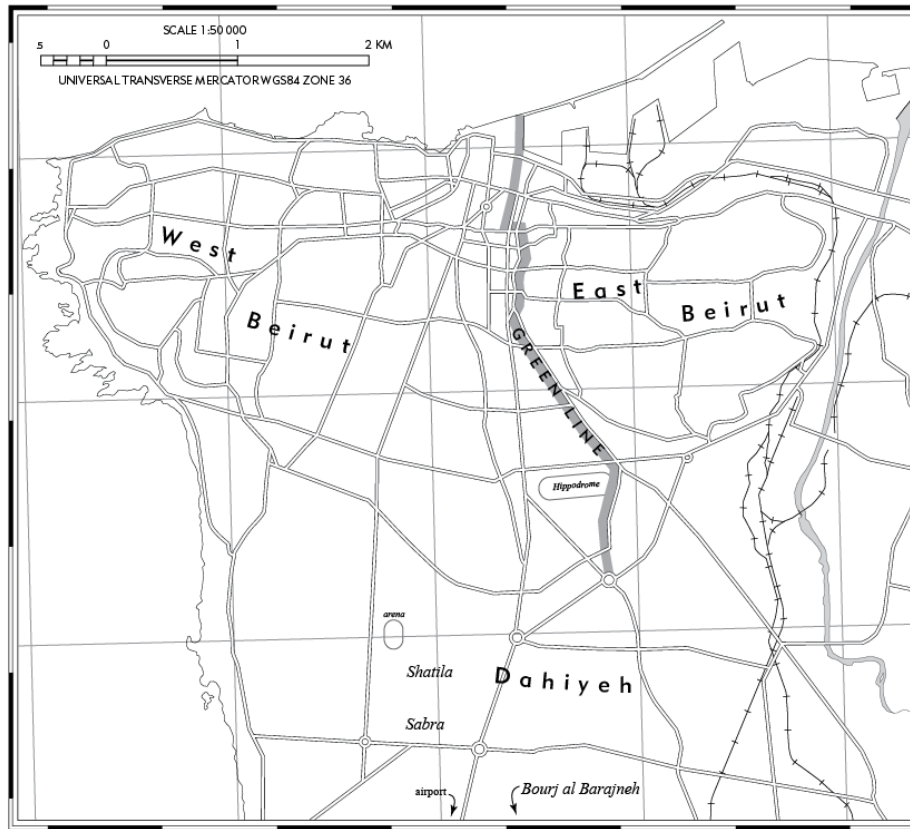 SCALE 1:50 000
.5 0 1 2 KM
UNIVERSAL TRANSVERSE MERCATOR WGS84 ZONE 36
West
Beirut
East
Beirut
GREEN LINE
Hippodrome
arena
Shatila
Dahiyeh
Sabra
airport
Bourj al Barajneh